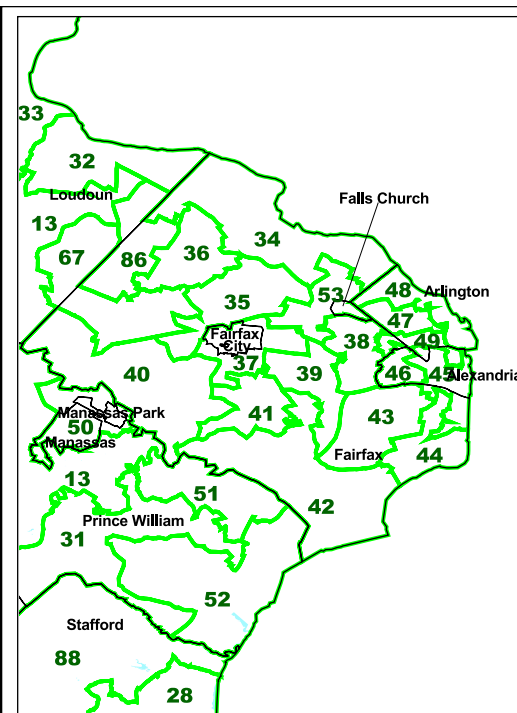 33
32
Loudoun
Falls Church
13
34
67
86
36
53
48
Arlington
35
47
Fairfax
City
38
49
37
40
39
46
45
Alexandria
Manassas Park
50
41
43
Manassas
Fairfax
44
13
51
42
Prince William
31
52
Stafford
88
28